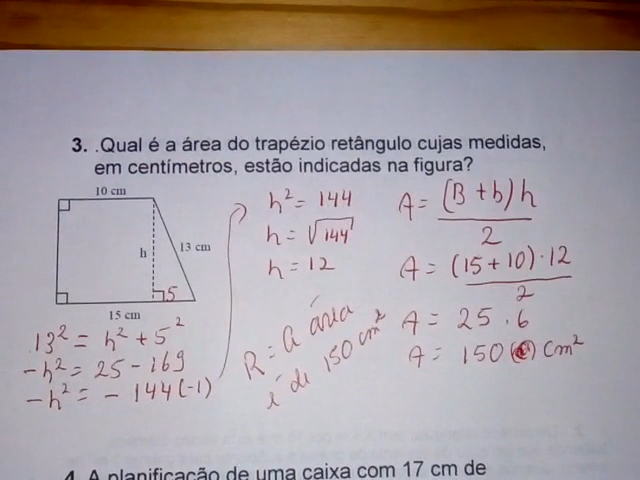 3. .Qual é a área do trapézio retângulo cujas medidas,
em centímetros, estão indicadas na figura?
10 cm
h
13 cm
5
15 cm
13² = h² + 5²
-h² = 25 - 169
-h² = - 144 (-1)
h² = 144
h = √144
h = 12
R = a área
é de 150 cm²
A = (B + b) h / 2
A = (15 + 10) · 12 / 2
A = 25 . 6
A = 150 cm²
4. A planificação de uma caixa com 17 cm de